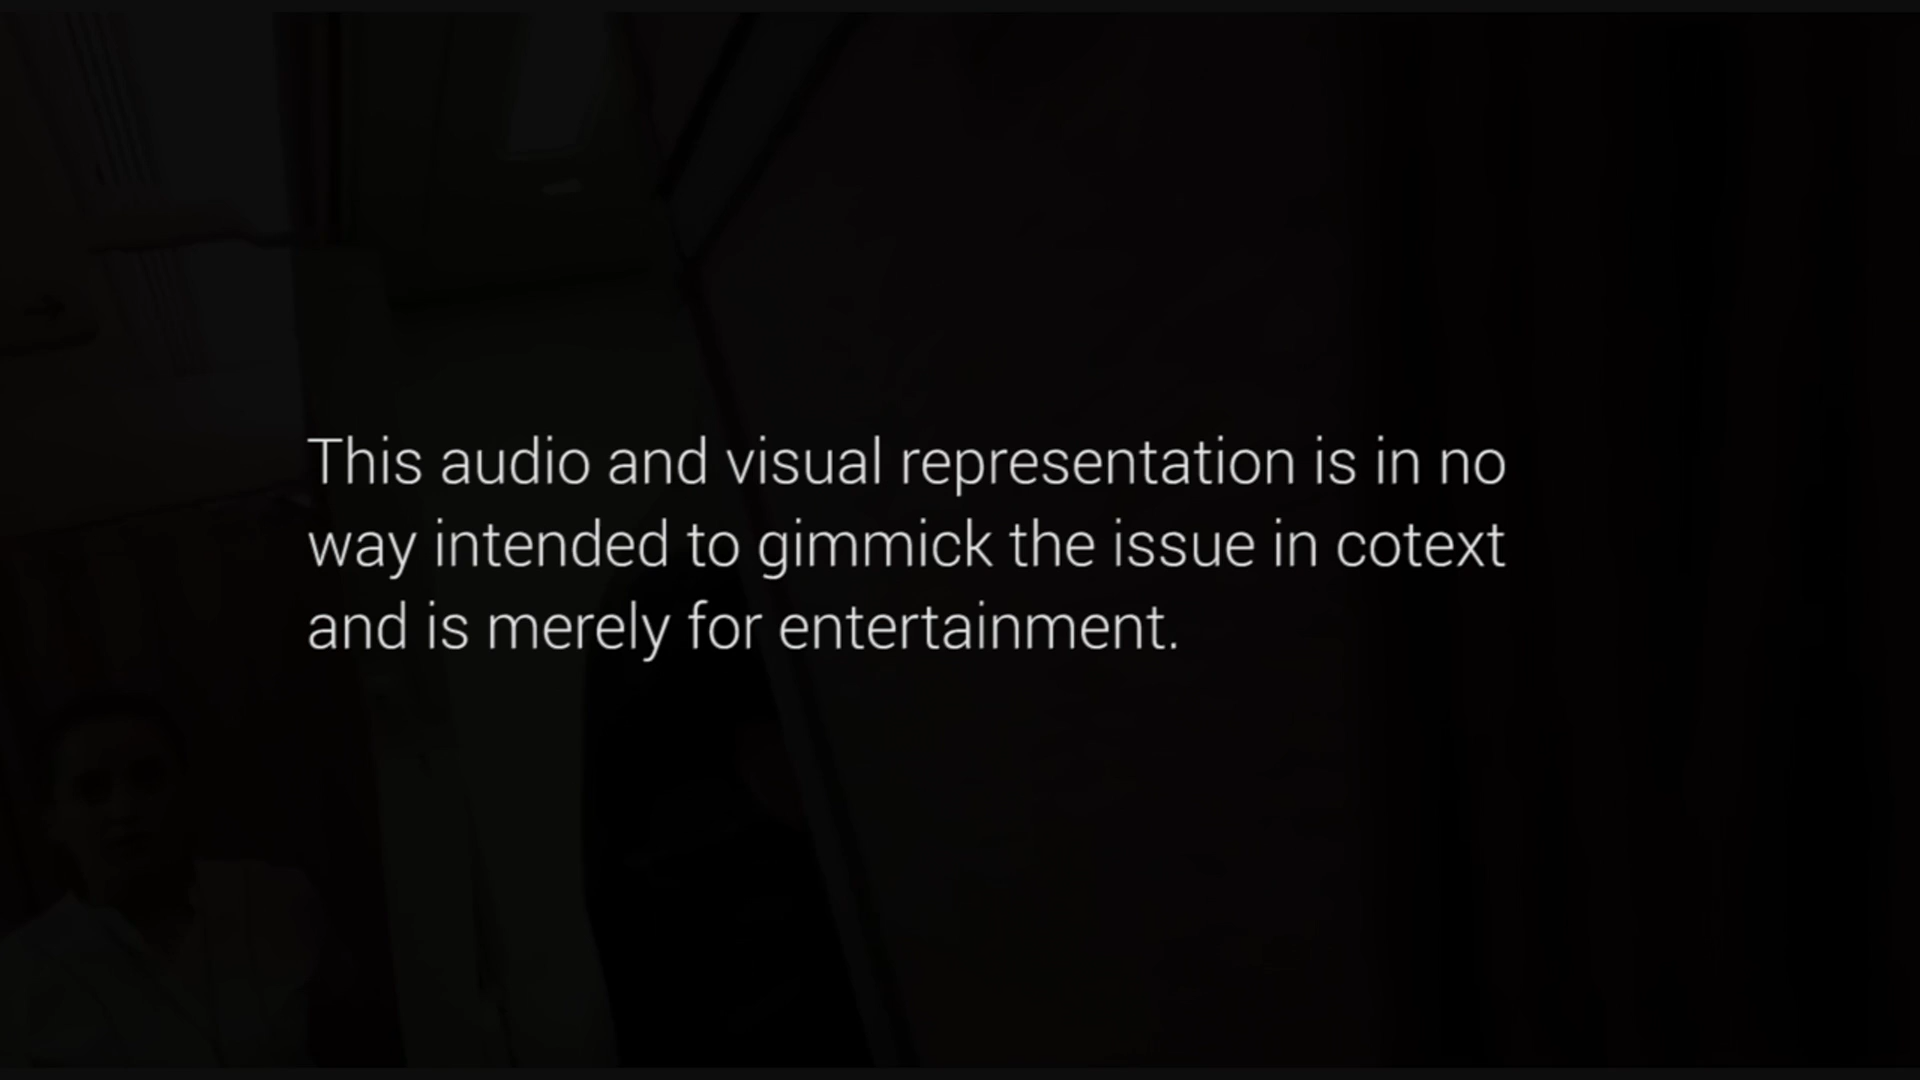 This audio and visual representation is in no
way intended to gimmick the issue in cotext
and is merely for entertainment.